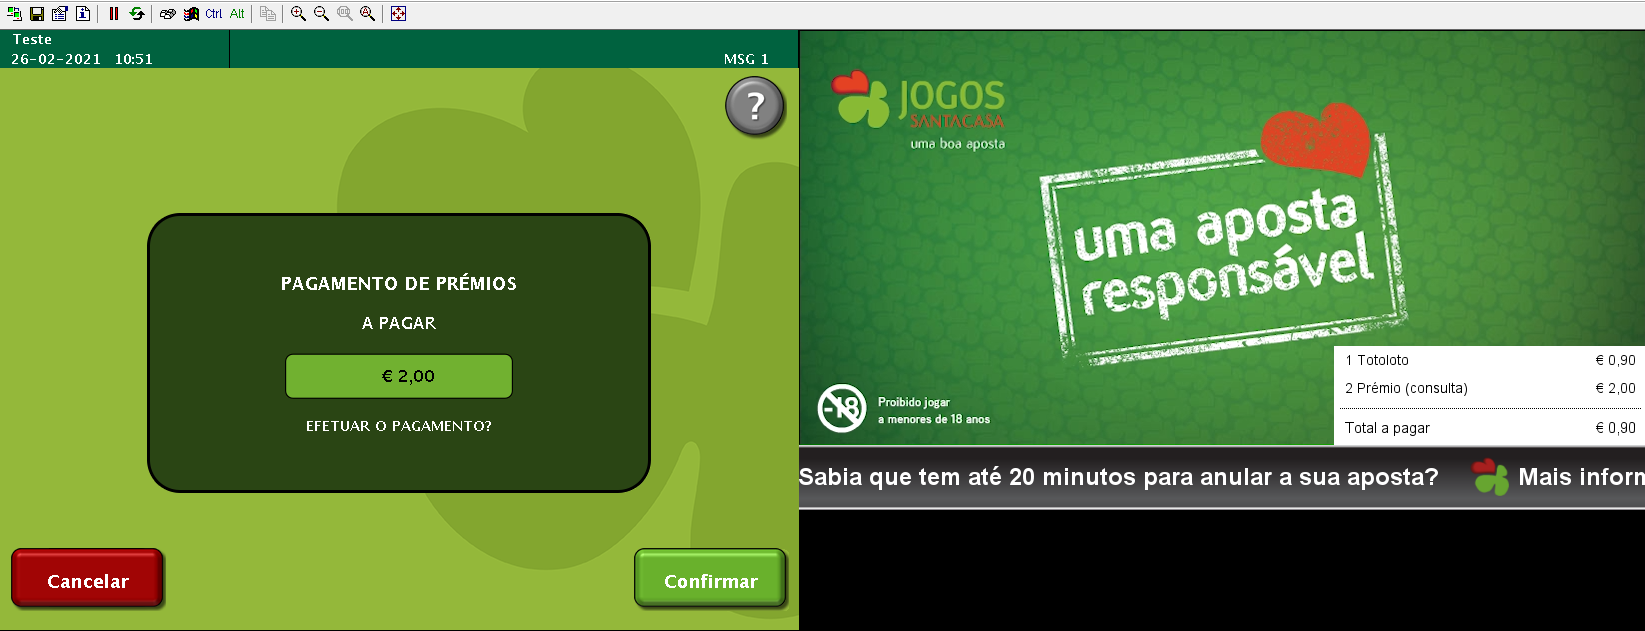 Ctrl Alt
Teste
26-02-2021 10:51
MSG 1
?
PAGAMENTO DE PRÉMIOS
A PAGAR
€ 2,00
EFETUAR O PAGAMENTO?
Cancelar
Confirmar
JOGOS
SANTACASA
uma boa aposta
uma aposta
responsável
-18
Proibido jogar
a menores de 18 anos
1 Totoloto € 0,90
2 Prémio (consulta) € 2,00
Total a pagar € 0,90
Sabia que tem até 20 minutos para anular a sua aposta? Mais inform